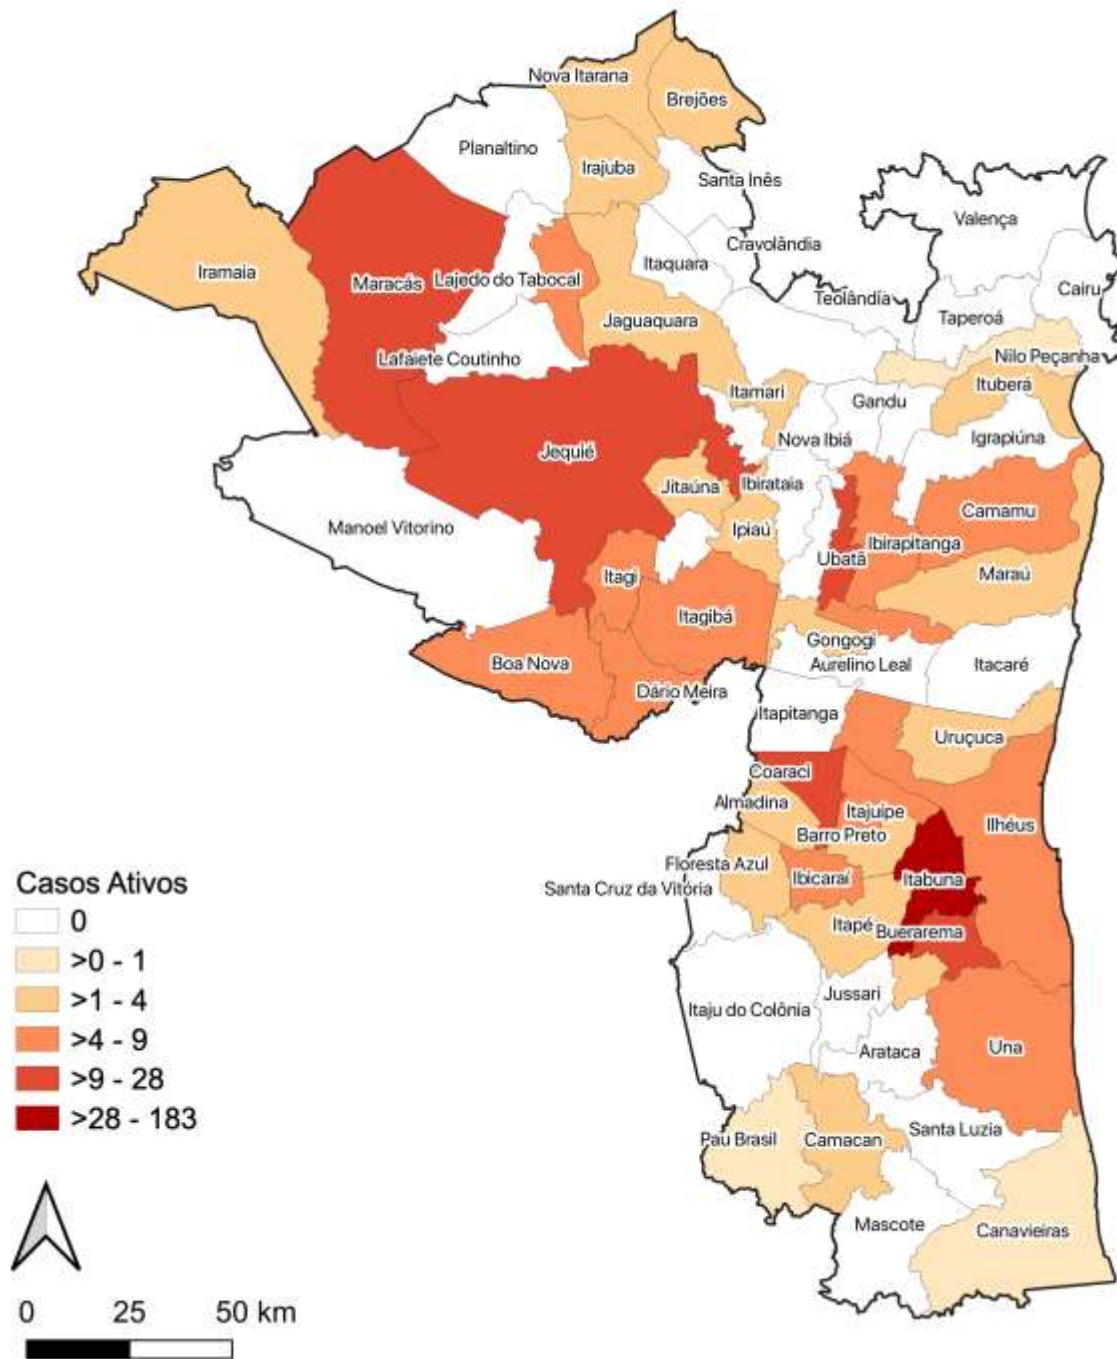 Nova Itarana
Brejões
Planaltino
Irajuba
Santa Inês
Valença
Cravolândia
Itaquara
Iramaia
Maracás
Lajedo do Tabocal
Teolândia
Cairu
Taperoá
Jaguaquara
Lafaiete Coutinho
Nilo Peçanha
Itamari
Ituberá
Gandu
Nova Ibiá
Igrapiúna
Jequié
Jitaúna
Ibirataia
Camamu
Manoel Vitorino
Ipiaú
Ibirapitanga
Ubatã
Maraú
Itagi
Itagibá
Gongogi
Boa Nova
Aurelino Leal
Itacaré
Dário Meira
Itapitanga
Uruçuca
Coaraci
Almadina
Itajuipe
Ilhéus
Barro Preto
Floresta Azul
Ibicaraí
Itabuna
Santa Cruz da Vitória
Itapé
Buerarema
Jussari
Itaju do Colônia
Arataca
Una
Pau Brasil
Camacan
Santa Luzia
Mascote
Canavieiras
Casos Ativos
0
>0 - 1
>1 - 4
>4 - 9
>9 - 28
>28 - 183
0 25 50 km